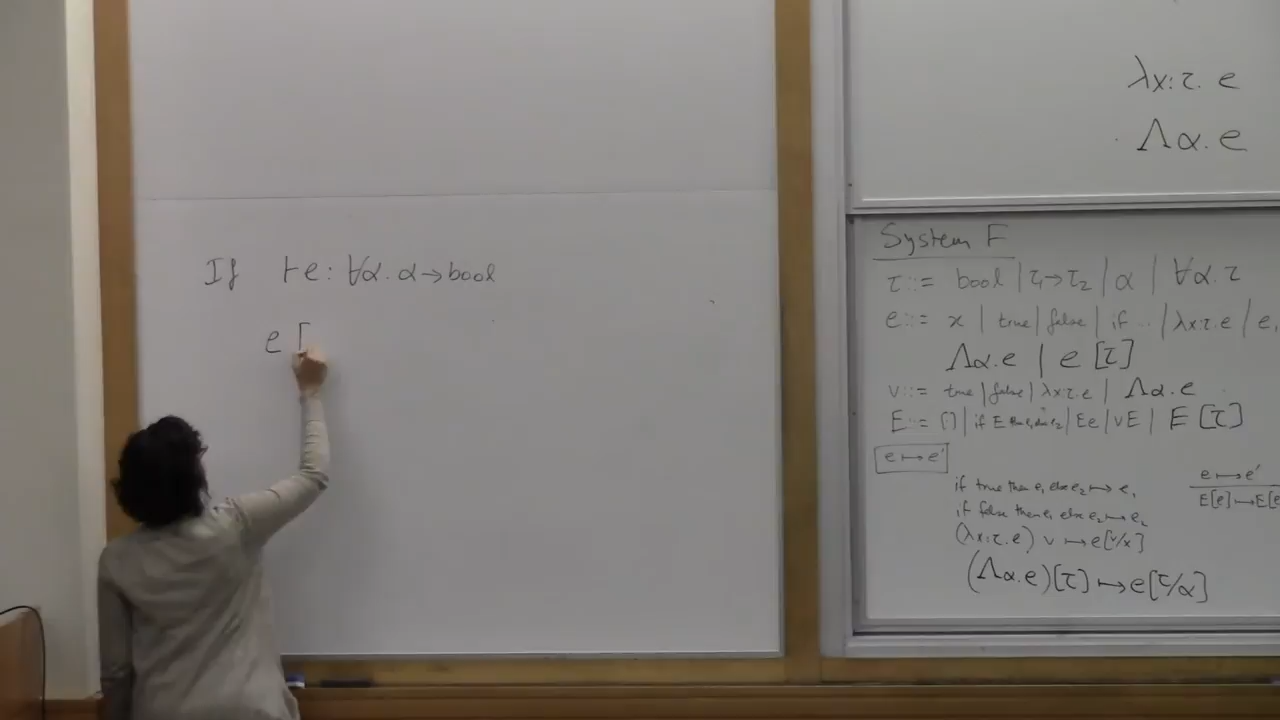 If ⊢ e : ∀α. α → bool
e [
λx:τ. e
Λα. e
System F
τ ::= bool | τ₁→τ₂ | α | ∀α.τ
e ::= x | true | false | if .. | λx:τ.e | e₁
Λα.e | e [τ]
v ::= true | false | λx:τ.e | Λα.e
E ::= [·] | if E then e₁ else e₂ | E e | v E | E [τ]
e ↦ e'
if true then e₁ else e₂ ↦ e₁
if false then e₁ else e₂ ↦ e₂
(λx:τ.e) v ↦ e[v/x]
(Λα.e)[τ] ↦ e[τ/α]
e ↦ e'
E[e] ↦ E[e